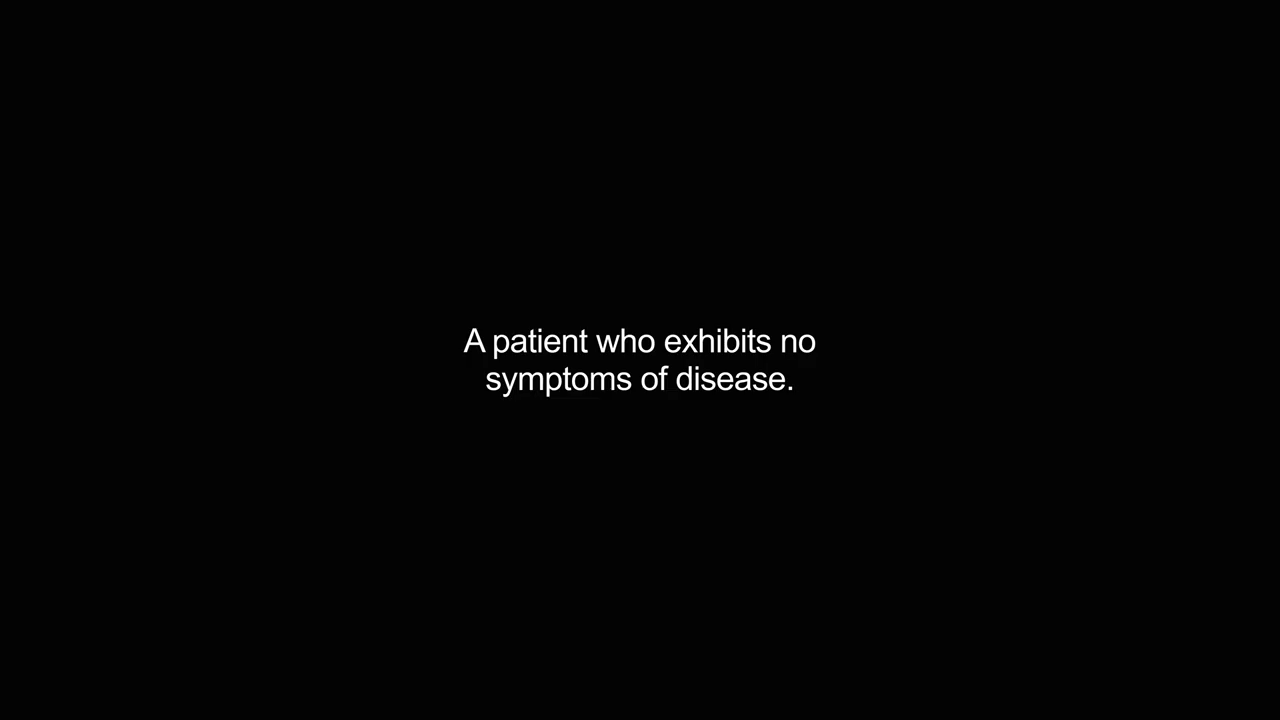 A patient who exhibits no
symptoms of disease.